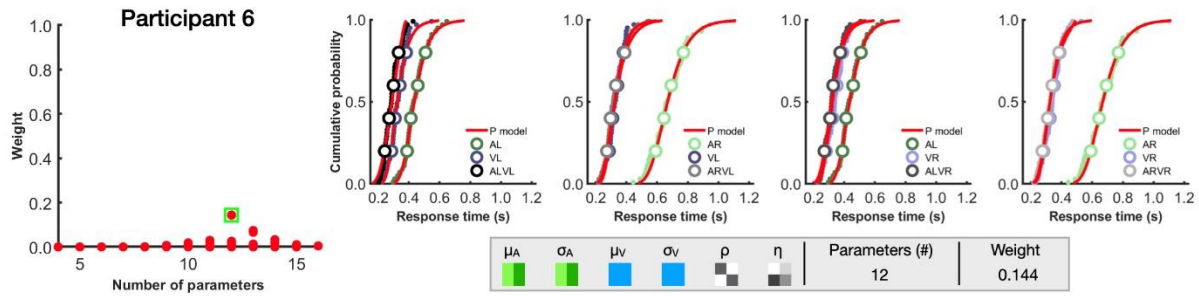 Participant 6
1.0
0.8
0.6
0.4
0.2
0.0
Weight
5
10
15
Number of parameters
Cumulative probability
1.0
0.5
0.0
P model
AL
VL
ALVL
0.2 0.4 0.6 0.8 1.0 1.2
Response time (s)
1.0
0.5
0.0
P model
AR
VL
ARVL
0.2 0.4 0.6 0.8 1.0 1.2
Response time (s)
1.0
0.5
0.0
P model
AL
VR
ALVR
0.2 0.4 0.6 0.8 1.0 1.2
Response time (s)
1.0
0.5
0.0
P model
AR
VR
ARVR
0.2 0.4 0.6 0.8 1.0 1.2
Response time (s)
μA σA μV σV ρ η Parameters (#) Weight
12 0.144